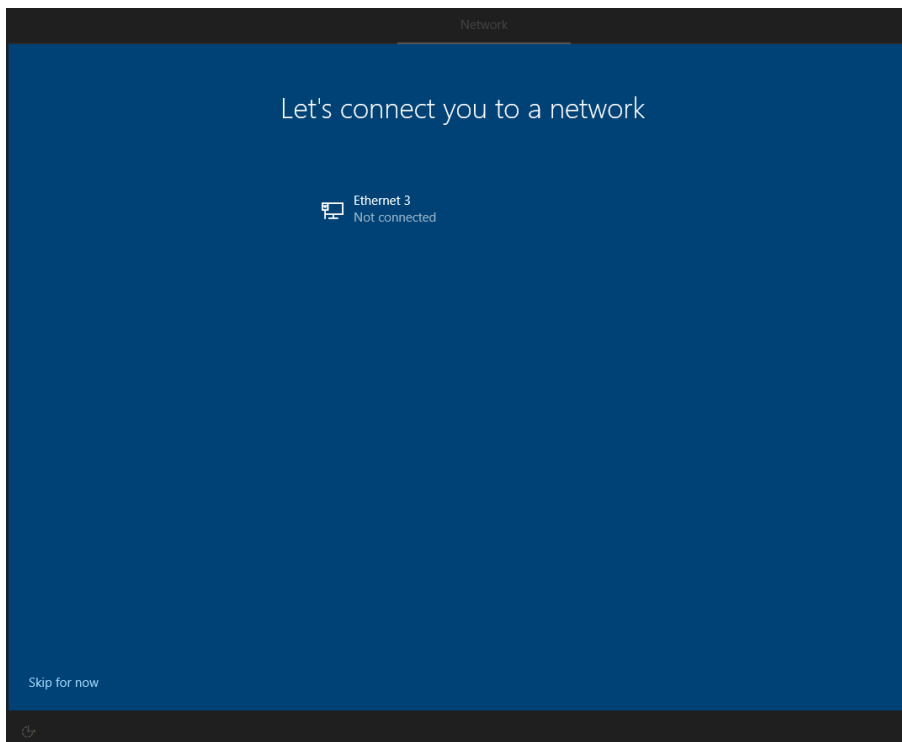 Network
Let's connect you to a network
Ethernet 3
Not connected
Skip for now